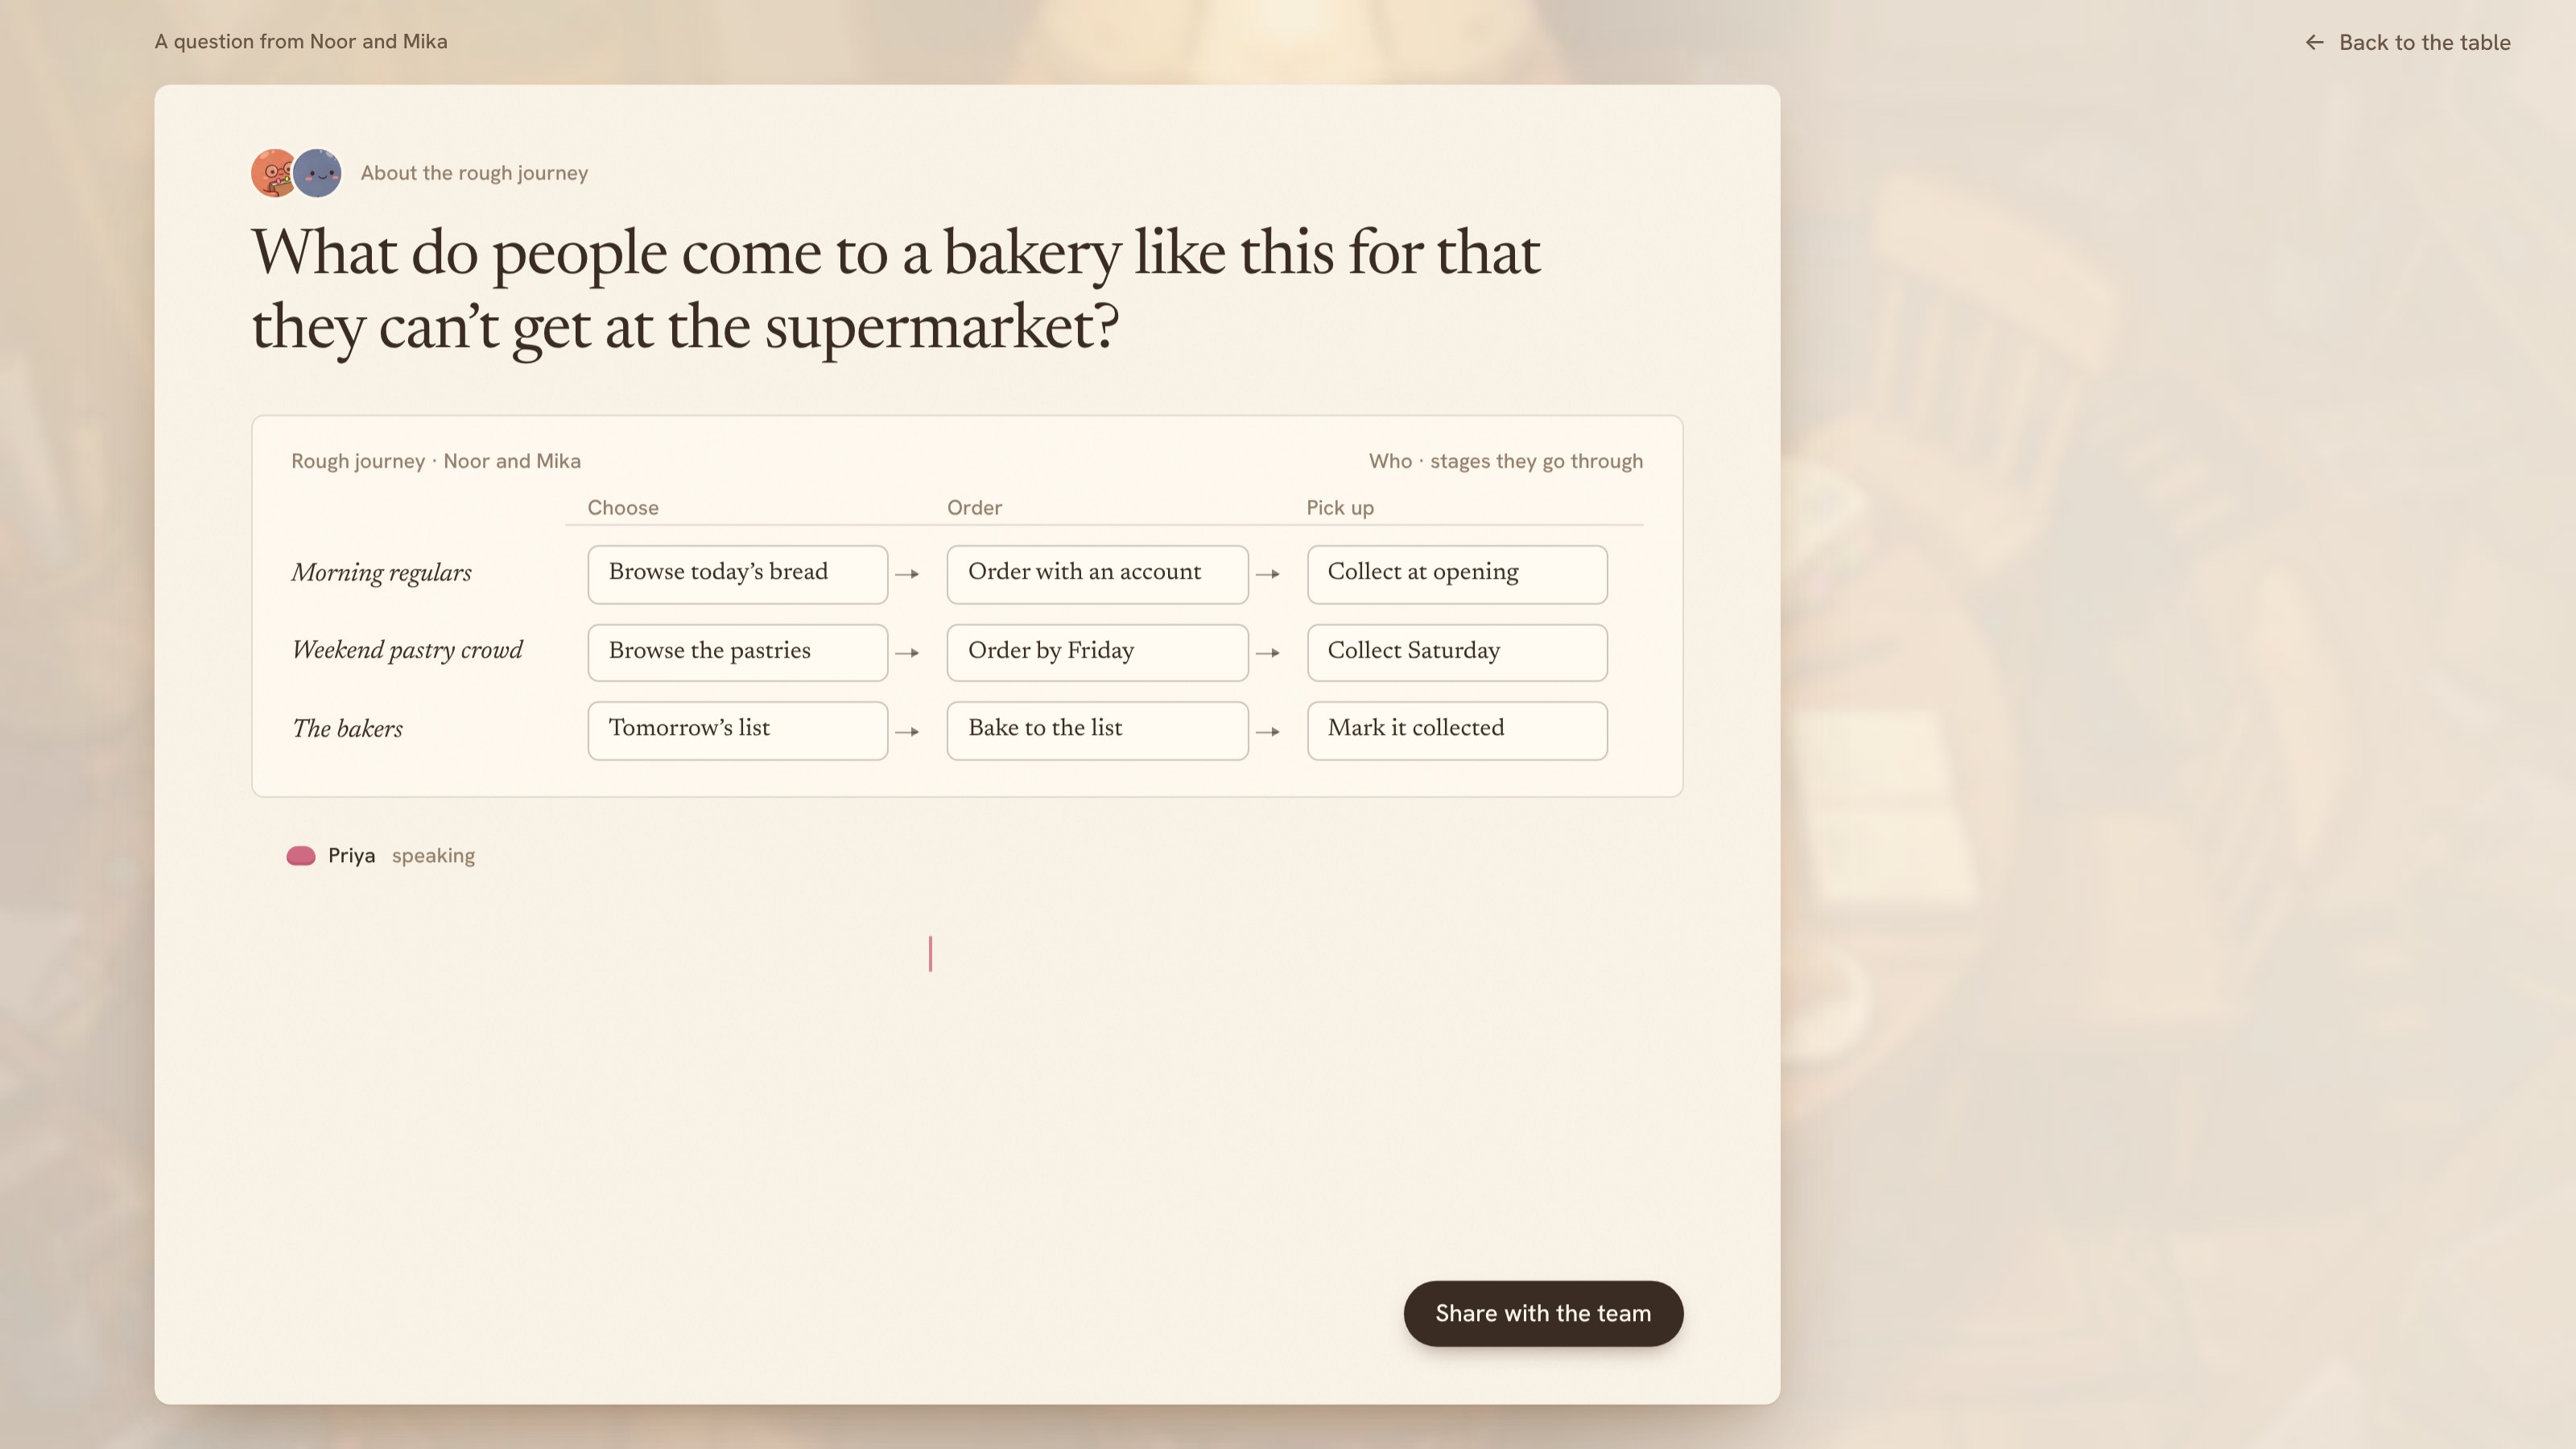 A question from Noor and Mika
← Back to the table
About the rough journey
What do people come to a bakery like this for that
they can’t get at the supermarket?
Rough journey · Noor and Mika
Who · stages they go through
Choose Order Pick up
Morning regulars Browse today’s bread → Order with an account → Collect at opening
Weekend pastry crowd Browse the pastries → Order by Friday → Collect Saturday
The bakers Tomorrow’s list → Bake to the list → Mark it collected
Priya speaking
Share with the team